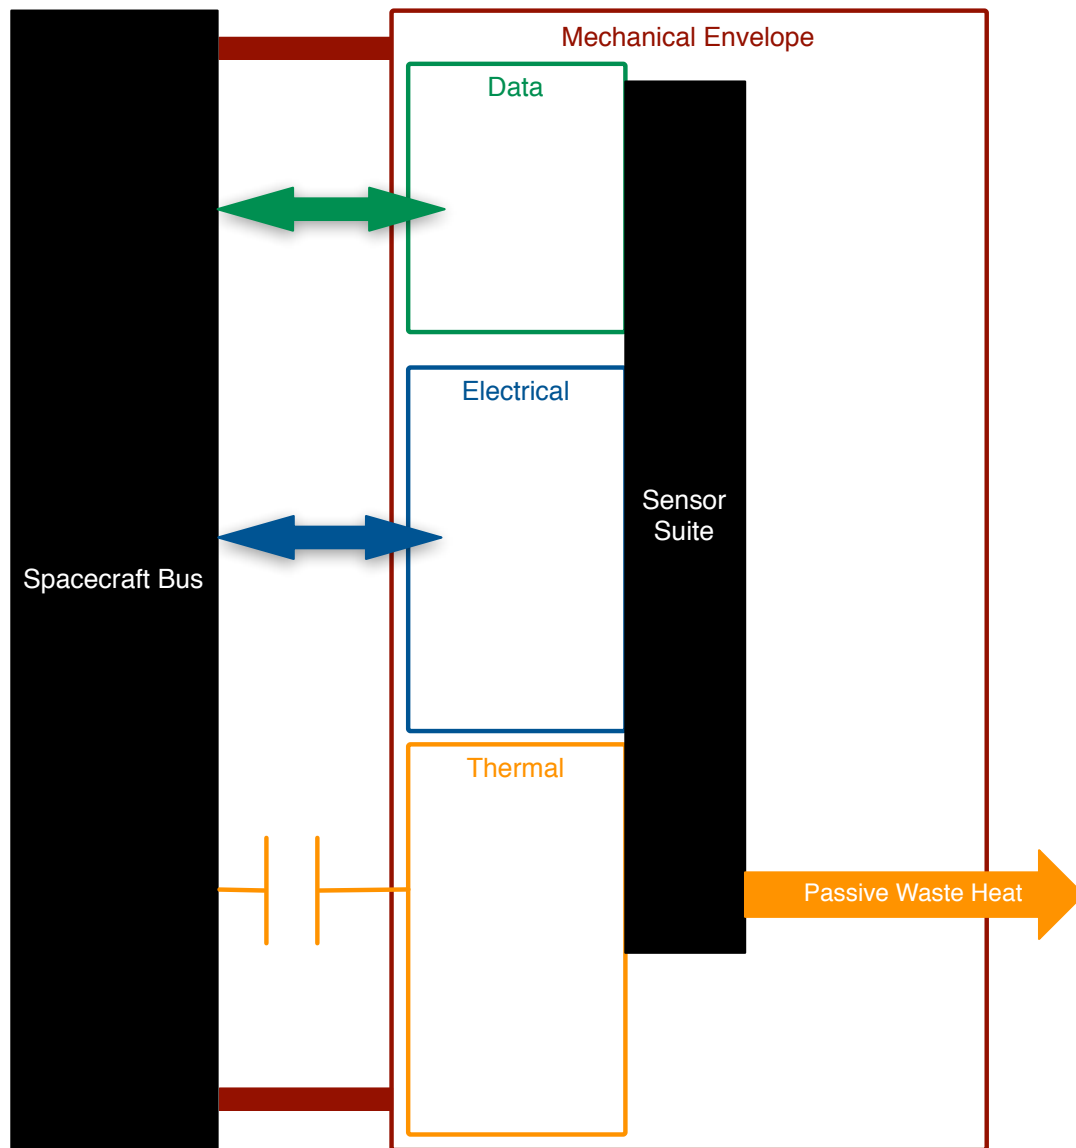 Mechanical Envelope
Data
Electrical
Sensor
Suite
Spacecraft Bus
Thermal
Passive Waste Heat